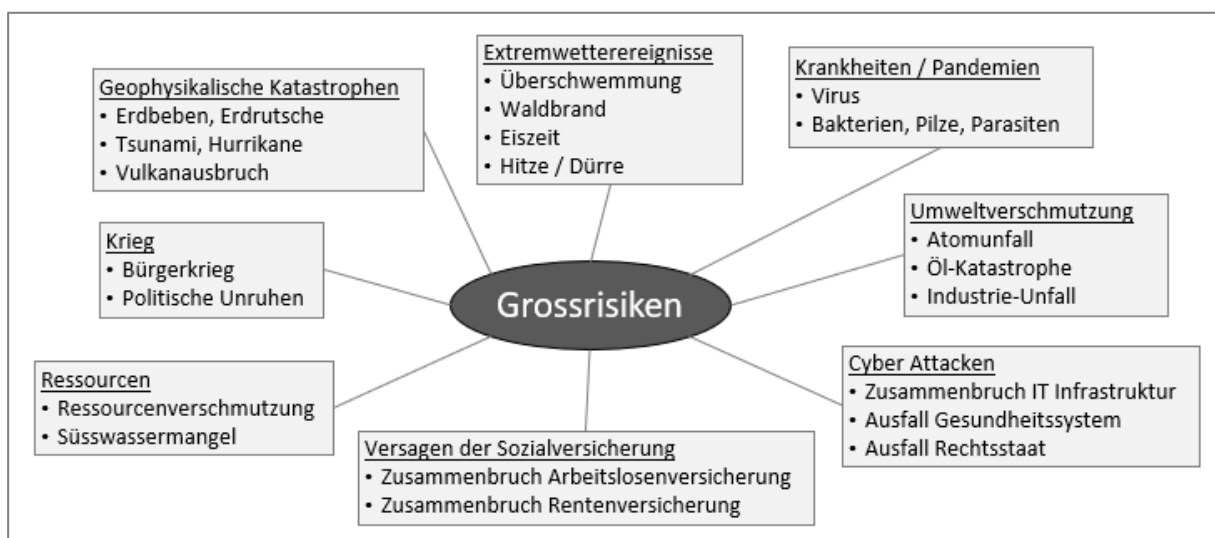 Geophysikalische Katastrophen
• Erdbeben, Erdrutsche
• Tsunami, Hurrikane
• Vulkanausbruch
Extremwetterereignisse
• Überschwemmung
• Waldbrand
• Eiszeit
• Hitze / Dürre
Krankheiten / Pandemien
• Virus
• Bakterien, Pilze, Parasiten
Krieg
• Bürgerkrieg
• Politische Unruhen
Grossrisiken
Umweltverschmutzung
• Atomunfall
• Öl-Katastrophe
• Industrie-Unfall
Ressourcen
• Ressourcenverschmutzung
• Süsswassermangel
Versagen der Sozialversicherung
• Zusammenbruch Arbeitslosenversicherung
• Zusammenbruch Rentenversicherung
Cyber Attacken
• Zusammenbruch IT Infrastruktur
• Ausfall Gesundheitssystem
• Ausfall Rechtsstaat